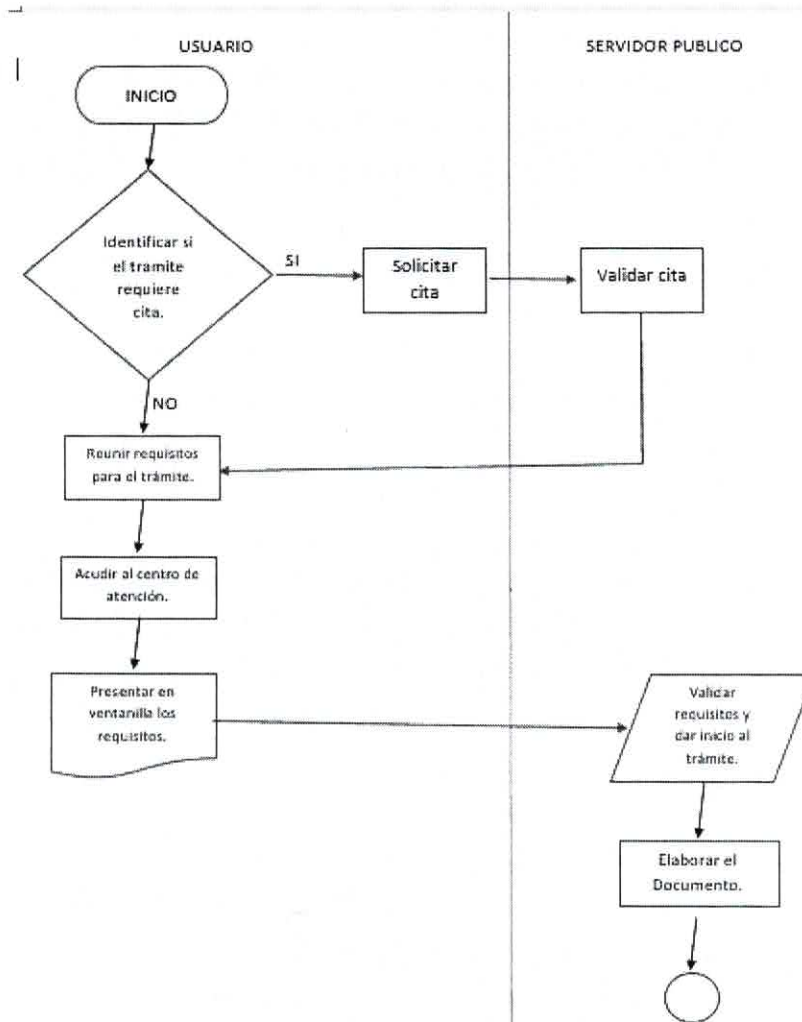 USUARIO
SERVIDOR PUBLICO
INICIO
Identificar si
el tramite
requiere
cita.
SI
Solicitar
cita
Validar cita
NO
Reunir requisitos
para el trámite.
Acudir al centro de
atención.
Presentar en
ventanilla los
requisitos.
Validar
requisitos y
dar inicio al
trámite.
Elaborar el
Documento.